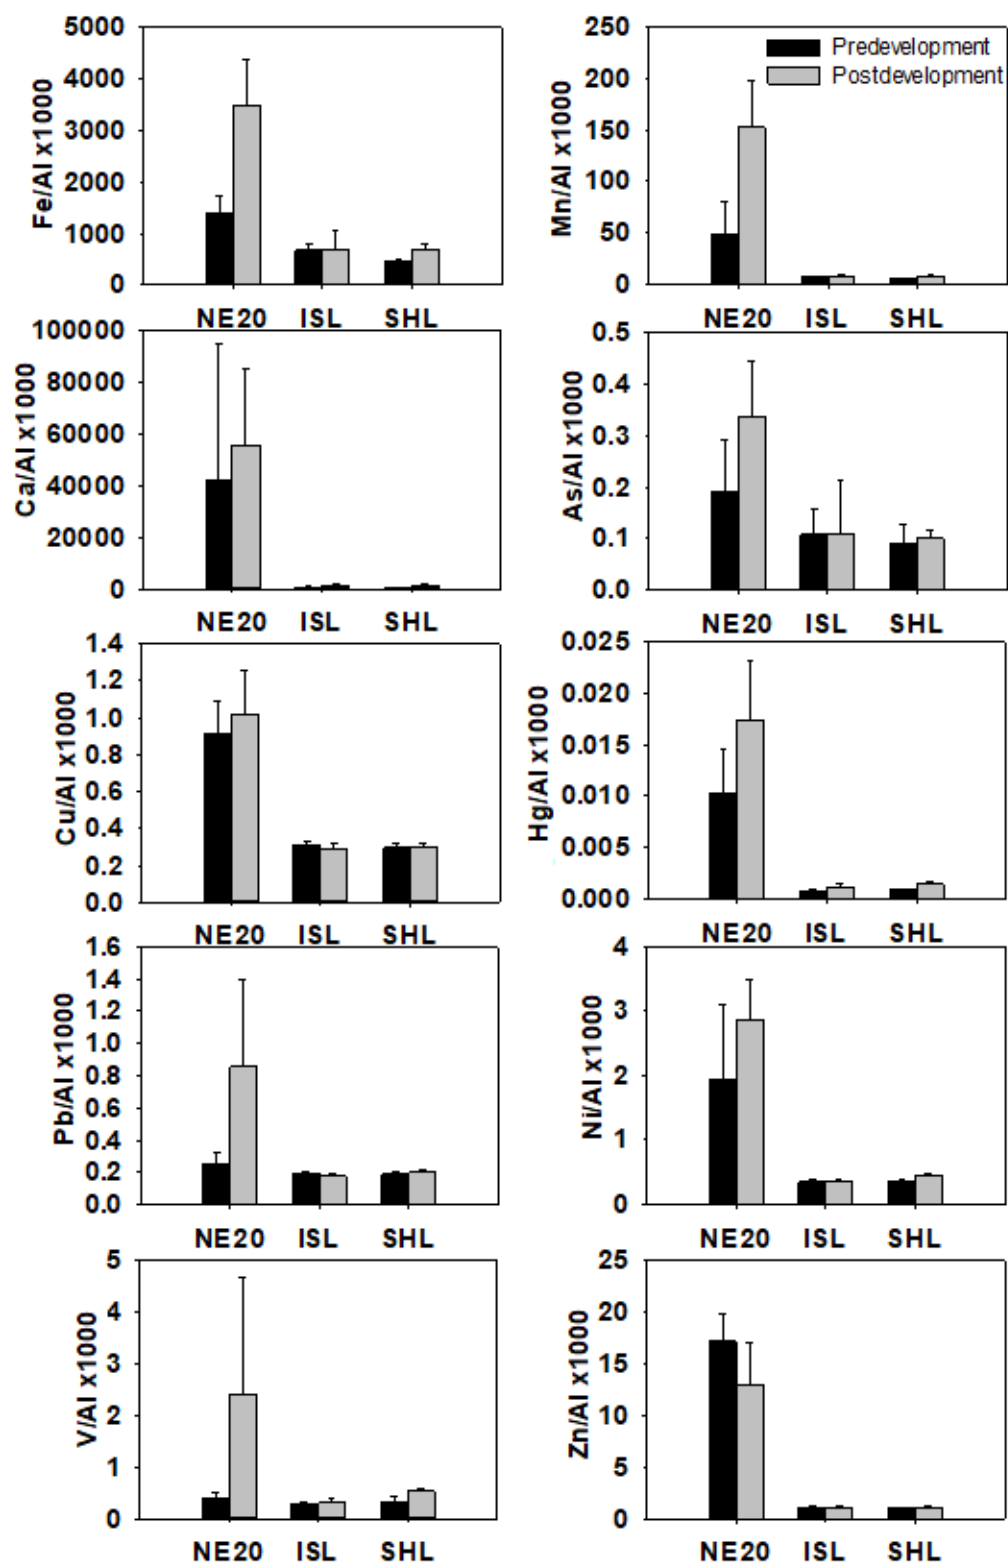 Fe/Al x1000
5000
4000
3000
2000
1000
0
NE20 ISL SHL
Mn/Al x1000
250
200
150
100
50
0
Predevelopment
Postdevelopment
NE20 ISL SHL
Ca/Al x1000
100000
80000
60000
40000
20000
0
NE20 ISL SHL
As/Al x1000
0.5
0.4
0.3
0.2
0.1
0.0
NE20 ISL SHL
Cu/Al x1000
1.4
1.2
1.0
0.8
0.6
0.4
0.2
0.0
NE20 ISL SHL
Hg/Al x1000
0.025
0.020
0.015
0.010
0.005
0.000
NE20 ISL SHL
Pb/Al x1000
1.6
1.4
1.2
1.0
0.8
0.6
0.4
0.2
0.0
NE20 ISL SHL
Ni/Al x1000
4
3
2
1
0
NE20 ISL SHL
V/Al x1000
5
4
3
2
1
0
NE20 ISL SHL
Zn/Al x1000
25
20
15
10
5
0
NE20 ISL SHL